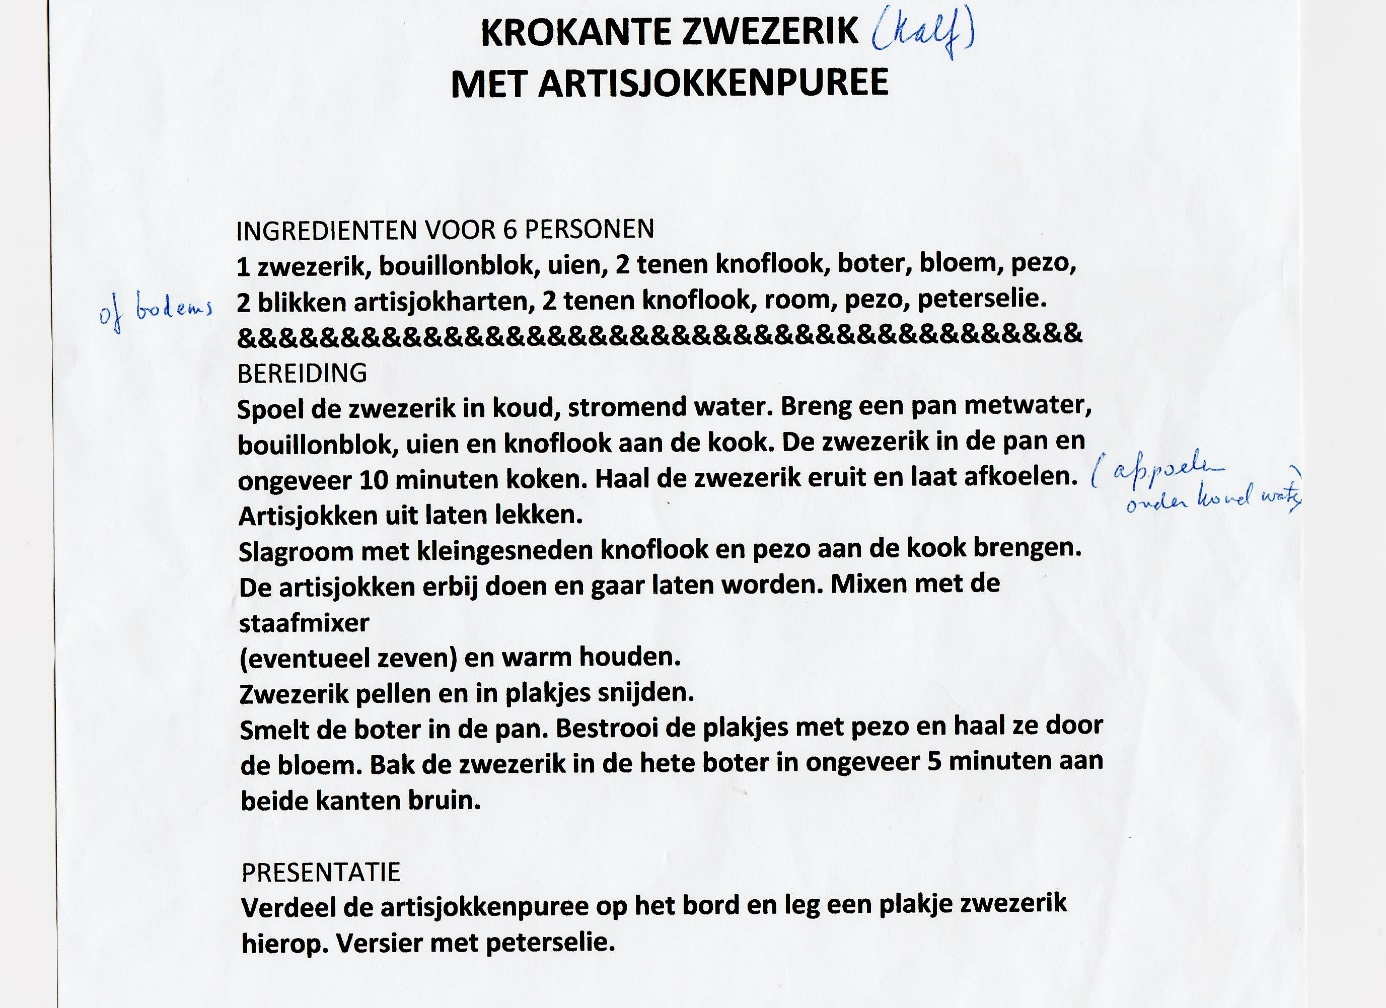 KROKANTE ZWEZERIK (kalf)
MET ARTISJOKKENPUREE
INGREDIENTEN VOOR 6 PERSONEN
1 zwezerik, bouillonblok, uien, 2 tenen knoflook, boter, bloem, pezo,
of bodems 2 blikken artisjokharten, 2 tenen knoflook, room, pezo, peterselie.
&&&&&&&&&&&&&&&&&&&&&&&&&&&&&&&&&&&&&&&&&
BEREIDING
Spoel de zwezerik in koud, stromend water. Breng een pan metwater,
bouillonblok, uien en knoflook aan de kook. De zwezerik in de pan en
ongeveer 10 minuten koken. Haal de zwezerik eruit en laat afkoelen. (
onder koud water)
Artisjokken uit laten lekken.
Slagroom met kleingesneden knoflook en pezo aan de kook brengen.
De artisjokken erbij doen en gaar laten worden. Mixen met de
staafmixer
(eventueel zeven) en warm houden.
Zwezerik pellen en in plakjes snijden.
Smelt de boter in de pan. Bestrooi de plakjes met pezo en haal ze door
de bloem. Bak de zwezerik in de hete boter in ongeveer 5 minuten aan
beide kanten bruin.
PRESENTATIE
Verdeel de artisjokkenpuree op het bord en leg een plakje zwezerik
hierop. Versier met peterselie.